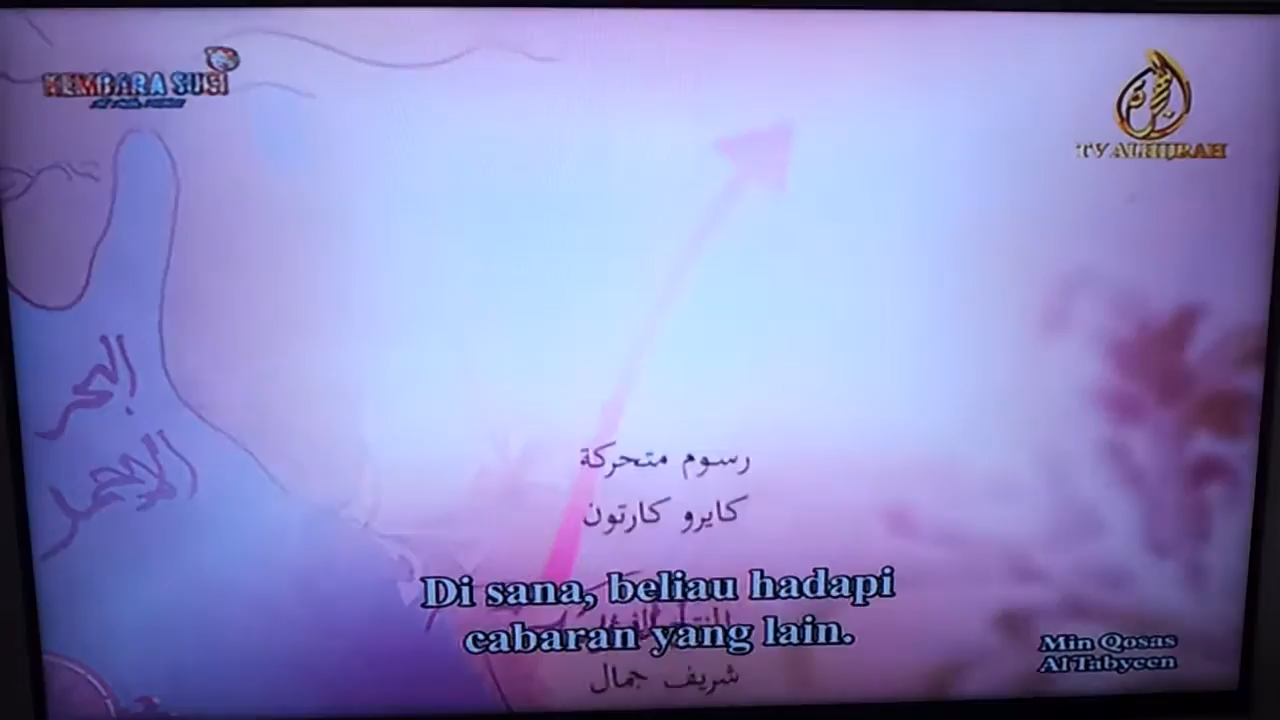 KEMBARA SUSI
TV ALHIJRAH
البحر
الاحمر
رسوم متحركة
كايرو كارتون
Di sana, beliau hadapi
cabaran yang lain.
شريف جمال
Min Qosas
Al Tabyeen